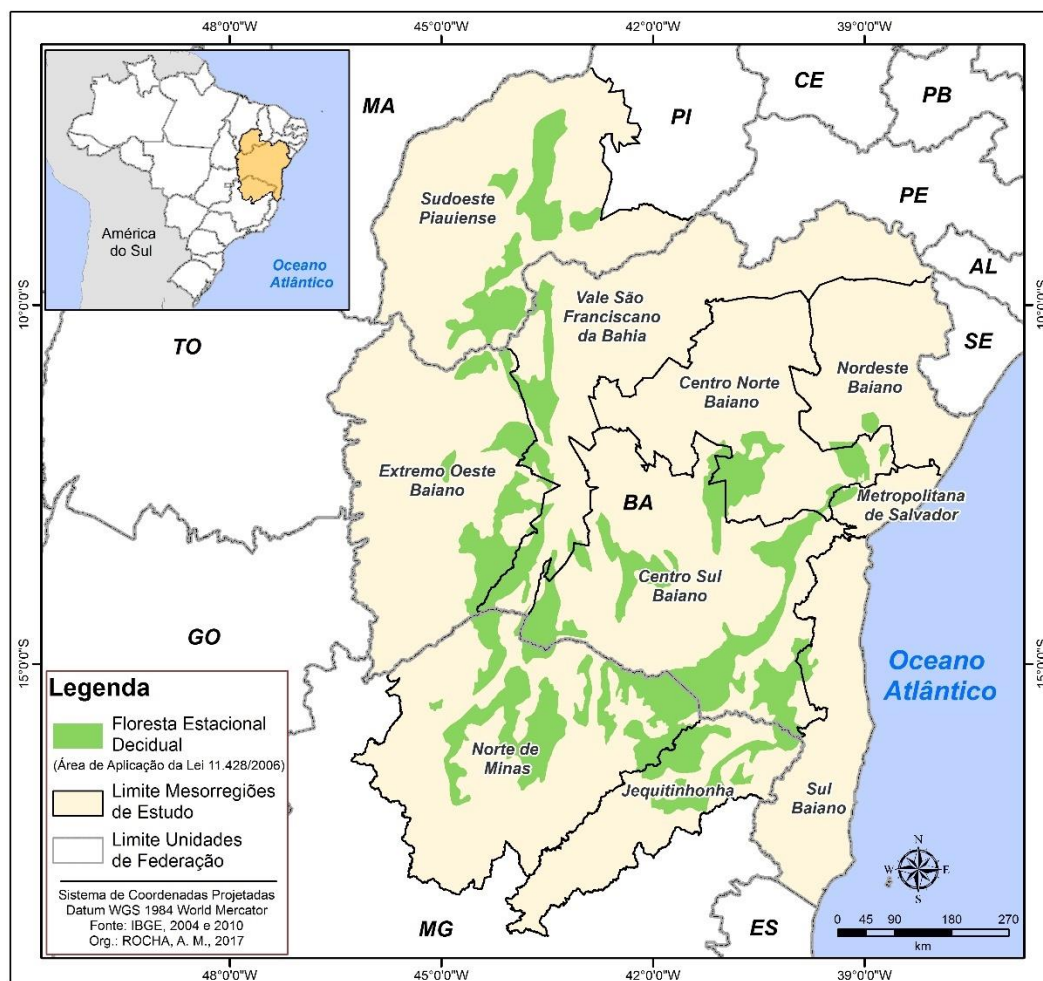 48°0'0"W
45°0'0"W
42°0'0"W
39°0'0"W
América
do Sul
Oceano
Atlântico
MA
PI
CE
PB
PE
AL
SE
TO
GO
BA
MG
ES
10°0'0"S
10°0'0"S
15°0'0"S
15°0'0"S
Sudoeste
Piauiense
Vale São
Franciscano
da Bahia
Centro Norte
Baiano
Nordeste
Baiano
Extremo Oeste
Baiano
Metropolitana
de Salvador
Centro Sul
Baiano
Norte de
Minas
Jequitinhonha
Sul
Baiano
Oceano
Atlântico
Legenda
Floresta Estacional
Decidual
(Área de Aplicação da Lei 11.428/2006)
Limite Mesorregiões
de Estudo
Limite Unidades
de Federação
Sistema de Coordenadas Projetadas
Datum WGS 1984 World Mercator
Fonte: IBGE, 2004 e 2010
Org.: ROCHA, A. M., 2017
N
W E
S
0 45 90 180 270
km
48°0'0"W
45°0'0"W
42°0'0"W
39°0'0"W